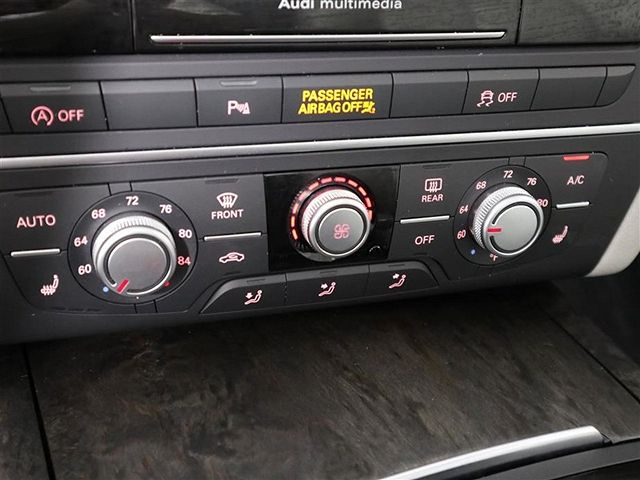 Audi multimedia
A OFF
P
PASSENGER
AIRBAG OFF
OFF
AUTO
60 64 68 72 76 80 84
FRONT
REAR
OFF
60 64 68 72 76 80
°F
A/C